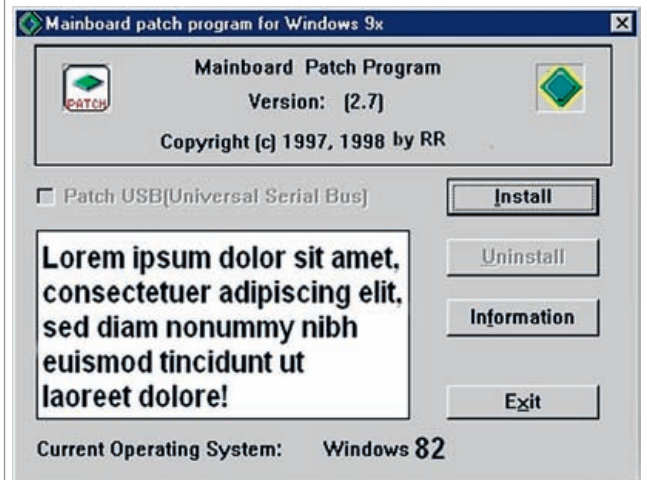 Mainboard patch program for Windows 9x
Mainboard Patch Program
PATCH
Version: (2.7)
Copyright (c) 1997, 1998 by RR
Patch USB(Universal Serial Bus)
Install
Lorem ipsum dolor sit amet,
consectetuer adipiscing elit,
sed diam nonummy nibh
euismod tincidunt ut
laoreet dolore!
Uninstall
Information
Exit
Current Operating System: Windows 82